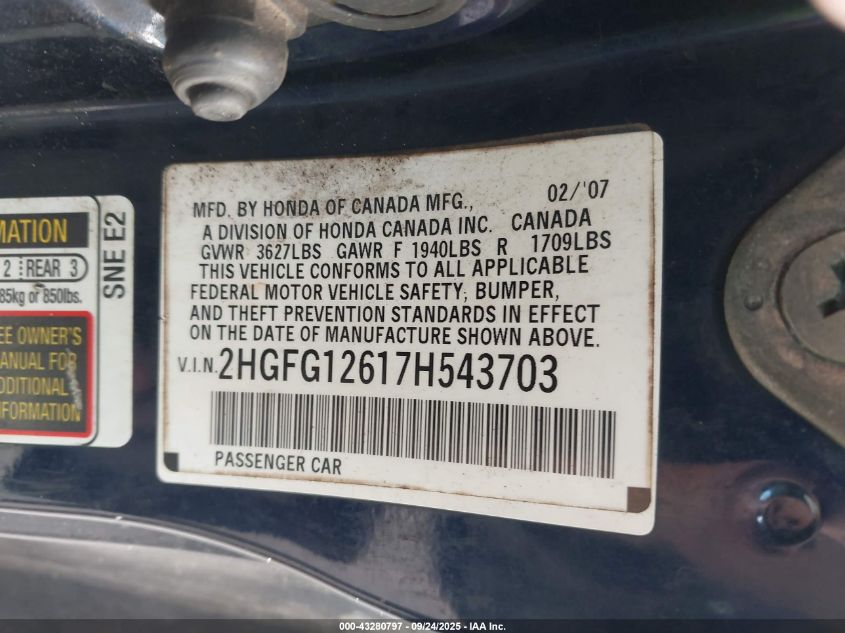 MFD. BY HONDA OF CANADA MFG., 02/'07
A DIVISION OF HONDA CANADA INC. CANADA
GVWR 3627LBS GAWR F 1940LBS R 1709LBS
THIS VEHICLE CONFORMS TO ALL APPLICABLE
FEDERAL MOTOR VEHICLE SAFETY, BUMPER,
AND THEFT PREVENTION STANDARDS IN EFFECT
ON THE DATE OF MANUFACTURE SHOWN ABOVE.
V.I.N. 2HGFG12617H543703
PASSENGER CAR
MATION
2 REAR 3
85kg or 850lbs.
EE OWNER'S
ANUAL FOR
DDITIONAL
NFORMATION
SNE E2
000-43280797 - 09/24/2025 - IAA Inc.